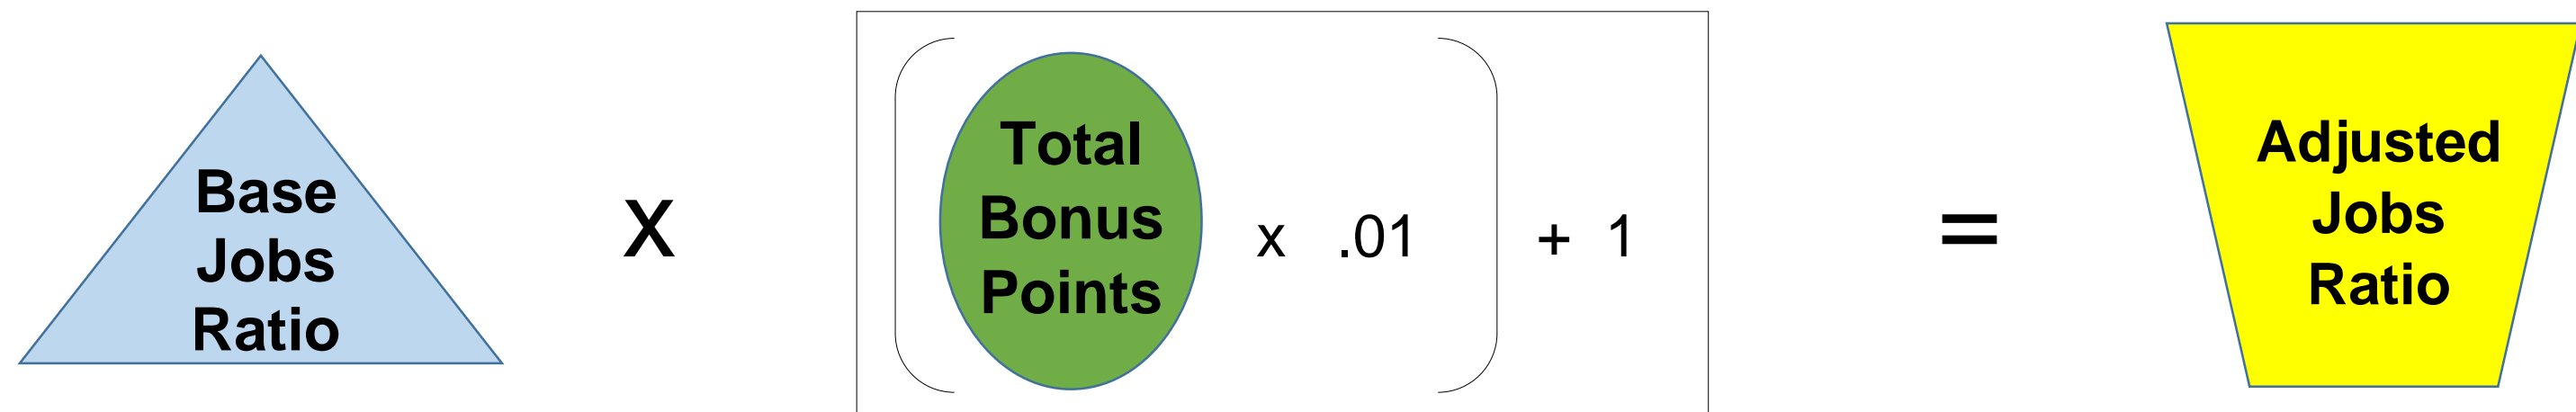 Base
Jobs
Ratio
x
Total
Bonus
Points
x .01
+ 1
=
Adjusted
Jobs
Ratio